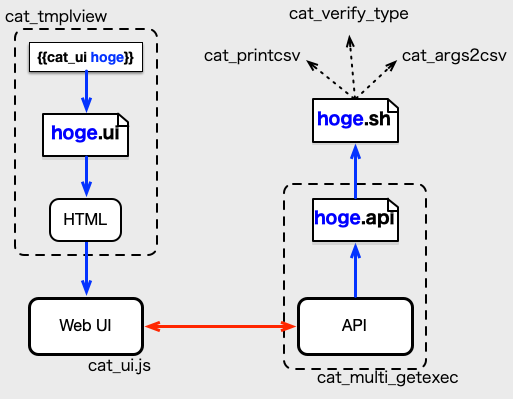 cat_tmplview
{{cat_ui hoge}}
hoge.ui
HTML
Web UI
cat_ui.js
cat_verify_type
cat_printcsv
cat_args2csv
hoge.sh
hoge.api
API
cat_multi_getexec